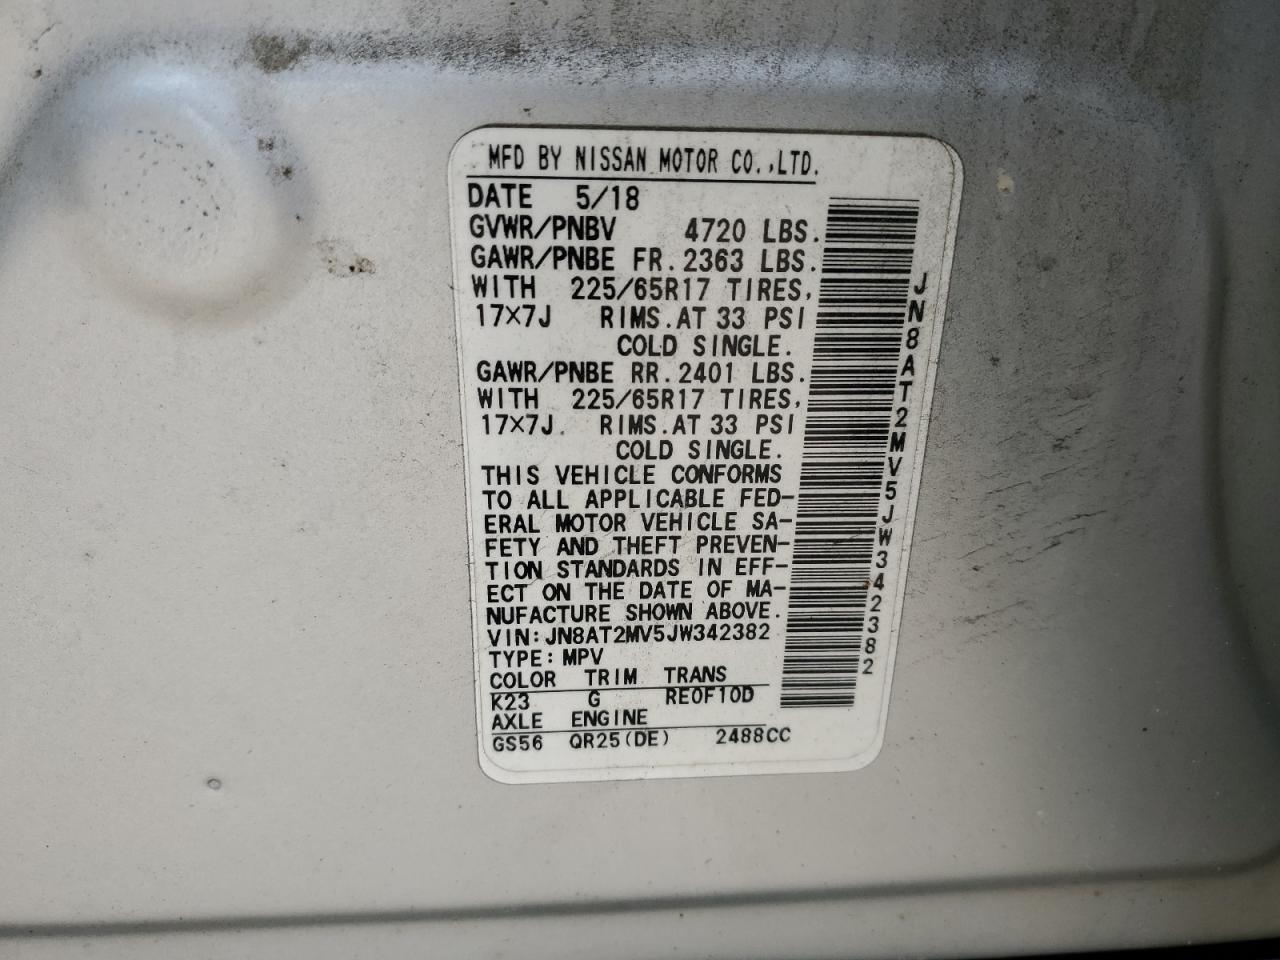 MFD BY NISSAN MOTOR CO.,LTD.
DATE 5/18
GVWR/PNBV 4720 LBS.
GAWR/PNBE FR. 2363 LBS.
WITH 225/65R17 TIRES,
17×7J RIMS. AT 33 PSI
COLD SINGLE.
GAWR/PNBE RR. 2401 LBS.
WITH 225/65R17 TIRES,
17×7J RIMS. AT 33 PSI
COLD SINGLE.
THIS VEHICLE CONFORMS
TO ALL APPLICABLE FED-
ERAL MOTOR VEHICLE SA-
FETY AND THEFT PREVEN-
TION STANDARDS IN EFF-
ECT ON THE DATE OF MA-
NUFACTURE SHOWN ABOVE.
VIN: JN8AT2MV5JW342382
TYPE: MPV
COLOR TRIM TRANS
K23 G RE0F10D
AXLE ENGINE
GS56 QR25(DE) 2488CC
JN8AT2MV5JW342382